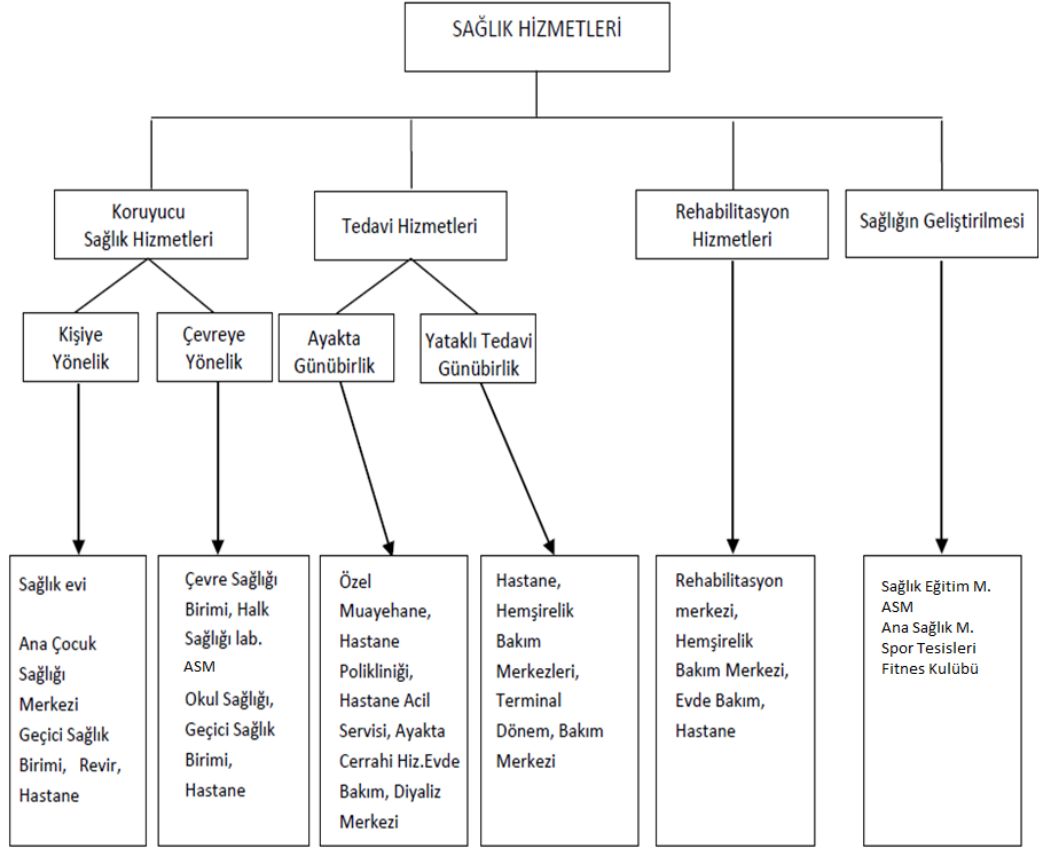 SAĞLIK HİZMETLERİ
Koruyucu
Sağlık Hizmetleri
Tedavi Hizmetleri
Rehabilitasyon
Hizmetleri
Sağlığın Geliştirilmesi
Kişiye
Yönelik
Çevreye
Yönelik
Ayakta
Günübirlik
Yataklı Tedavi
Günübirlik
Sağlık evi
Ana Çocuk
Sağlığı
Merkezi
Geçici Sağlık
Birimi, Revir,
Hastane
Çevre Sağlığı
Birimi, Halk
Sağlığı lab.
ASM
Okul Sağlığı,
Geçici Sağlık
Birimi,
Hastane
Özel
Muayehane,
Hastane
Polikliniği,
Hastane Acil
Servisi, Ayakta
Cerrahi Hiz.Evde
Bakım, Diyaliz
Merkezi
Hastane,
Hemşirelik
Bakım
Merkezleri,
Terminal
Dönem, Bakım
Merkezi
Rehabilitasyon
merkezi,
Hemşirelik
Bakım Merkezi,
Evde Bakım,
Hastane
Sağlık Eğitim M.
ASM
Ana Sağlık M.
Spor Tesisleri
Fitnes Kulübü